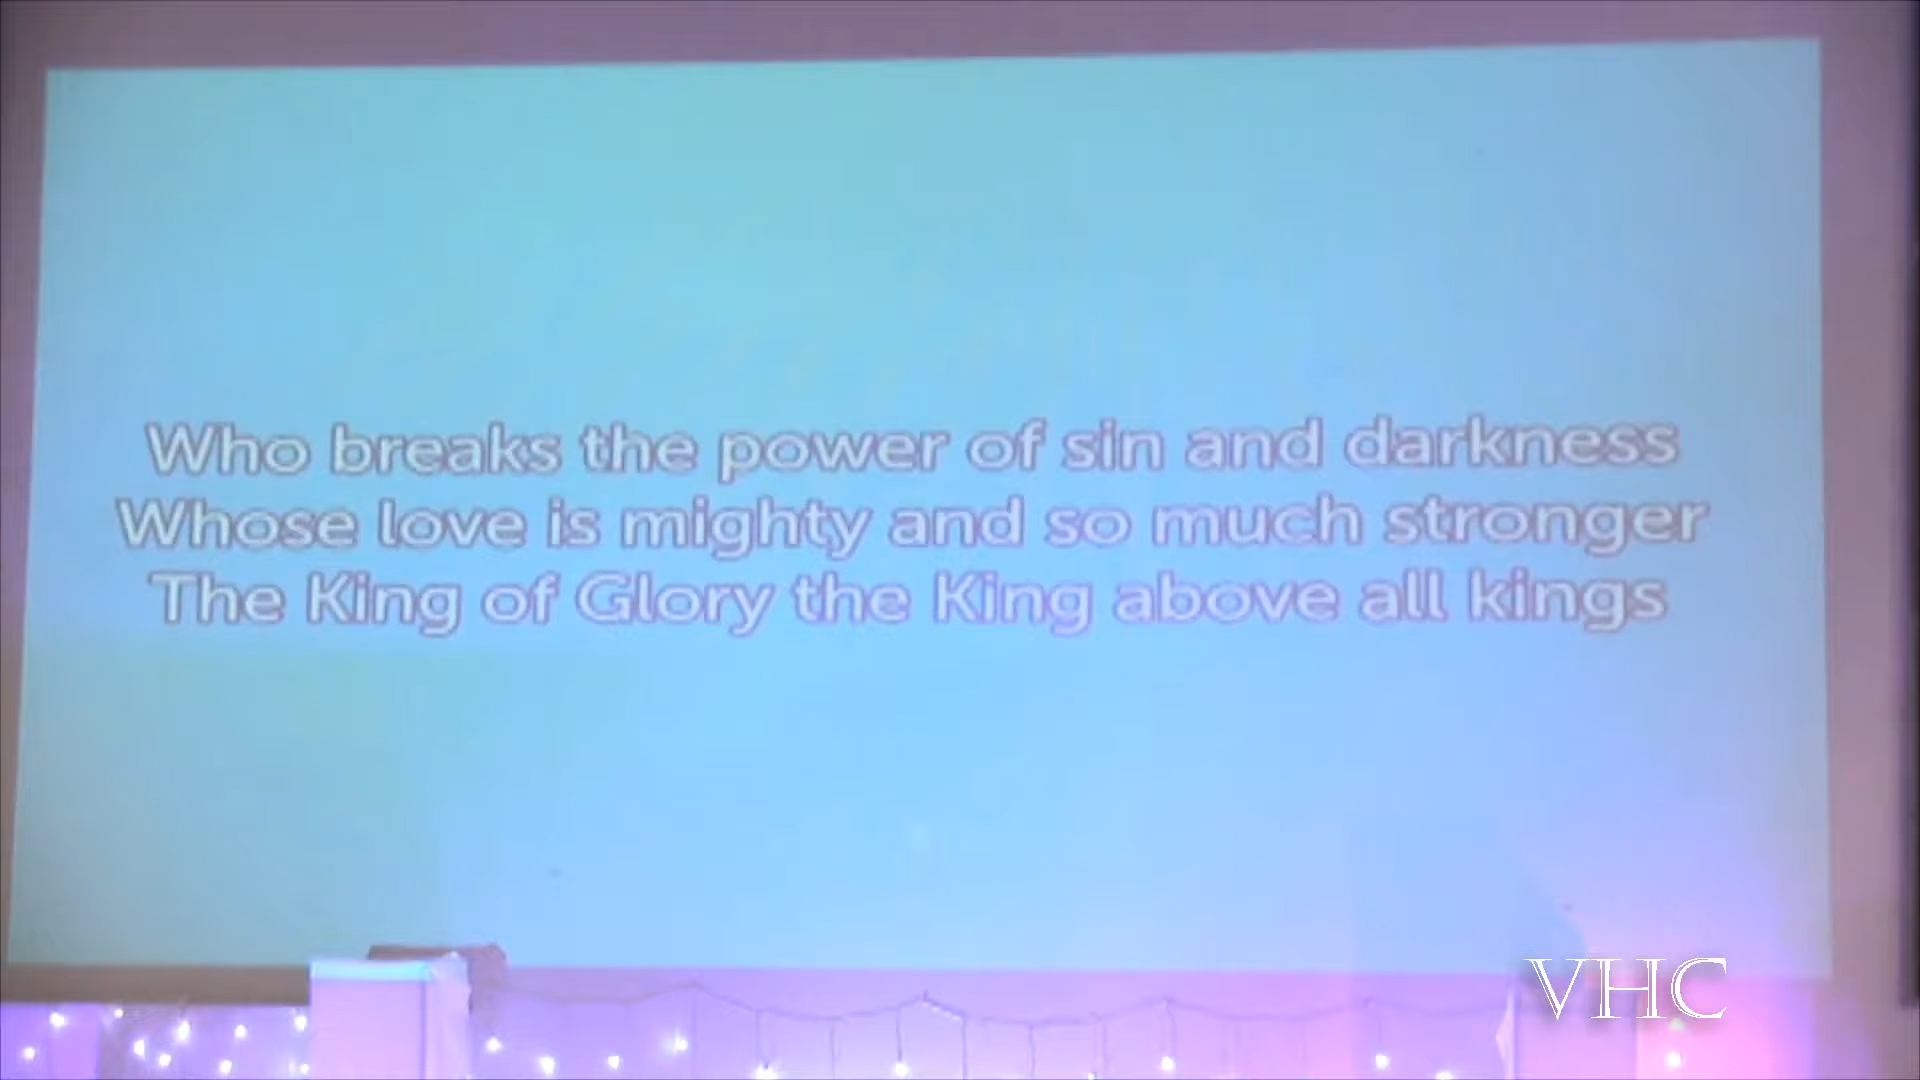 Who breaks the power of sin and darkness
Whose love is mighty and so much stronger
The King of Glory the King above all kings
VHC